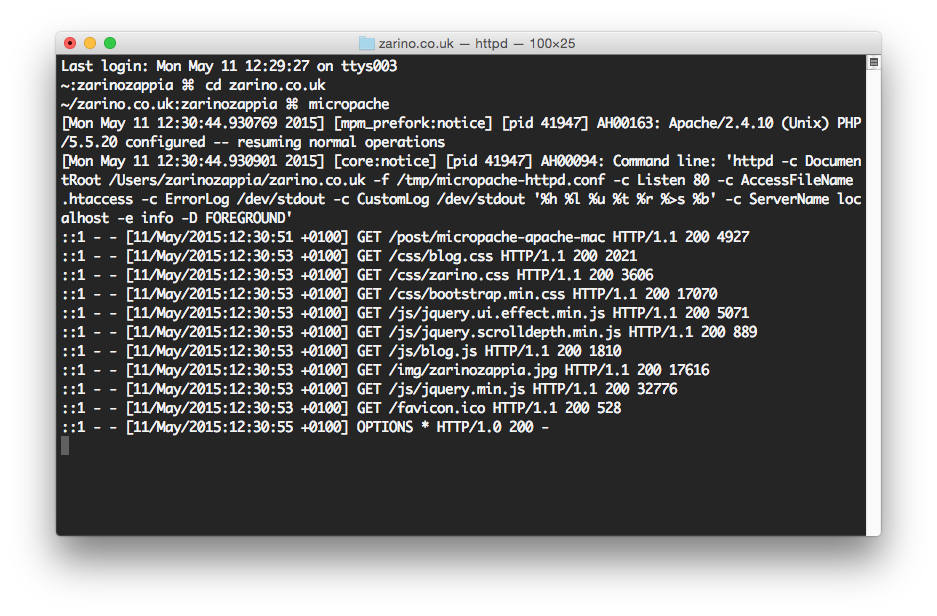 zarino.co.uk — httpd — 100×25
Last login: Mon May 11 12:29:27 on ttys003
~:zarinozappia ⌘ cd zarino.co.uk
~/zarino.co.uk:zarinozappia ⌘ micropache
[Mon May 11 12:30:44.930769 2015] [mpm_prefork:notice] [pid 41947] AH00163: Apache/2.4.10 (Unix) PHP
/5.5.20 configured -- resuming normal operations
[Mon May 11 12:30:44.930901 2015] [core:notice] [pid 41947] AH00094: Command line: 'httpd -c Documen
tRoot /Users/zarinozappia/zarino.co.uk -f /tmp/micropache-httpd.conf -c Listen 80 -c AccessFileName
.htaccess -c ErrorLog /dev/stdout -c CustomLog /dev/stdout '%h %l %u %t %r %>s %b' -c ServerName loc
alhost -e info -D FOREGROUND'
::1 - - [11/May/2015:12:30:51 +0100] GET /post/micropache-apache-mac HTTP/1.1 200 4927
::1 - - [11/May/2015:12:30:53 +0100] GET /css/blog.css HTTP/1.1 200 2021
::1 - - [11/May/2015:12:30:53 +0100] GET /css/zarino.css HTTP/1.1 200 3606
::1 - - [11/May/2015:12:30:53 +0100] GET /css/bootstrap.min.css HTTP/1.1 200 17070
::1 - - [11/May/2015:12:30:53 +0100] GET /js/jquery.ui.effect.min.js HTTP/1.1 200 5071
::1 - - [11/May/2015:12:30:53 +0100] GET /js/jquery.scrolldepth.min.js HTTP/1.1 200 889
::1 - - [11/May/2015:12:30:53 +0100] GET /js/blog.js HTTP/1.1 200 1810
::1 - - [11/May/2015:12:30:53 +0100] GET /img/zarinozappia.jpg HTTP/1.1 200 17616
::1 - - [11/May/2015:12:30:53 +0100] GET /js/jquery.min.js HTTP/1.1 200 32776
::1 - - [11/May/2015:12:30:53 +0100] GET /favicon.ico HTTP/1.1 200 528
::1 - - [11/May/2015:12:30:55 +0100] OPTIONS * HTTP/1.0 200 -